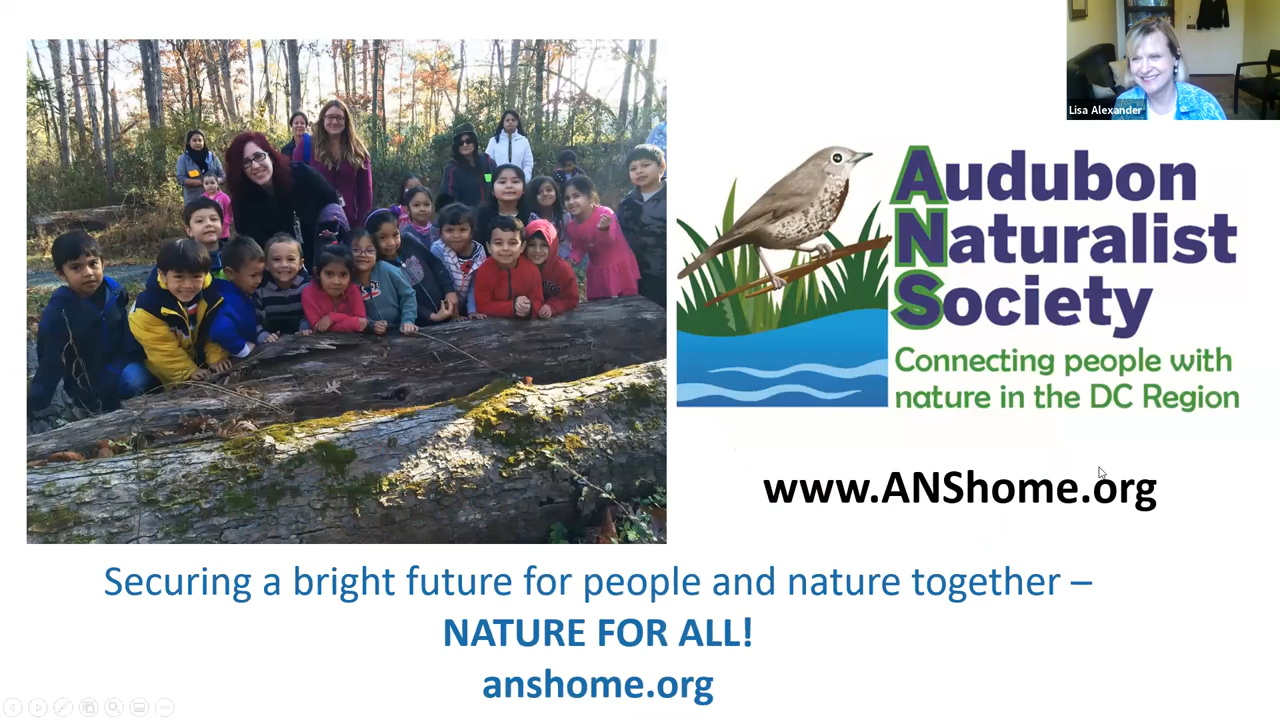 Lisa Alexander
Audubon
Naturalist
Society
Connecting people with
nature in the DC Region
www.ANShome.org
Securing a bright future for people and nature together –
NATURE FOR ALL!
anshome.org